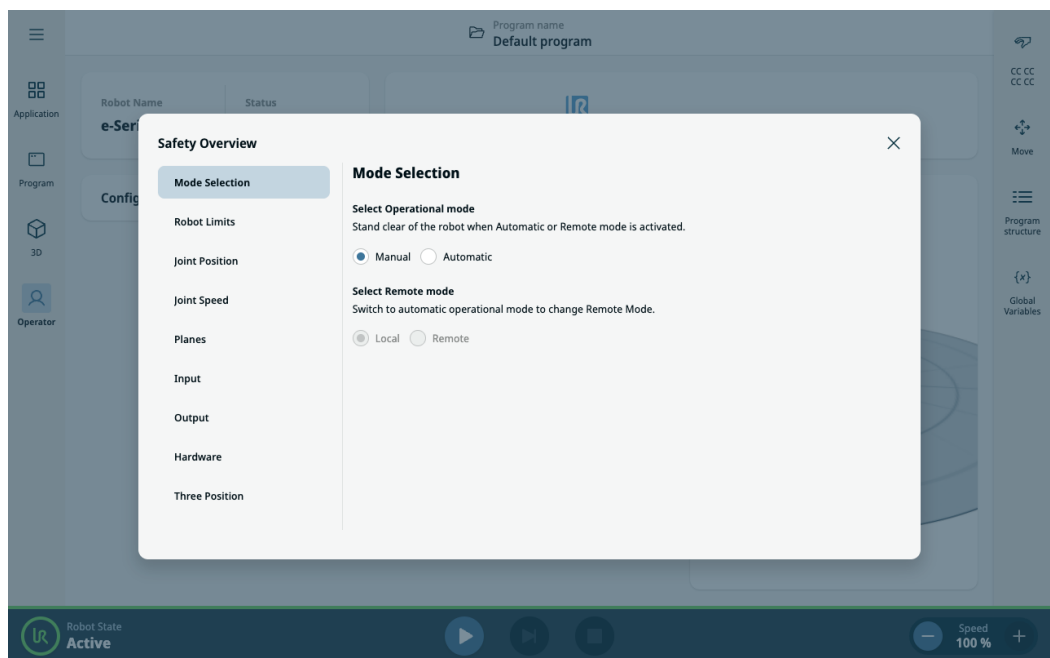 Program name
Default program
Application
Program
3D
Operator
Robot Name
Status
e-Seri
Config
Safety Overview
Mode Selection
Robot Limits
Joint Position
Joint Speed
Planes
Input
Output
Hardware
Three Position
Mode Selection
Select Operational mode
Stand clear of the robot when Automatic or Remote mode is activated.
Manual Automatic
Select Remote mode
Switch to automatic operational mode to change Remote Mode.
Local Remote
CC CC
CC CC
Move
Program
structure
{x}
Global
Variables
Robot State
Active
Speed
100 %